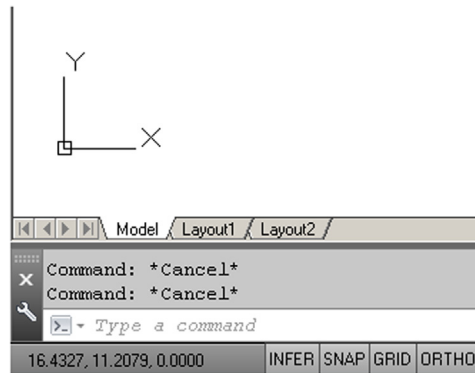 Y
X
Model Layout1 Layout2
Command: *Cancel*
Command: *Cancel*
Type a command
16.4327, 11.2079, 0.0000 INFER SNAP GRID ORTHO